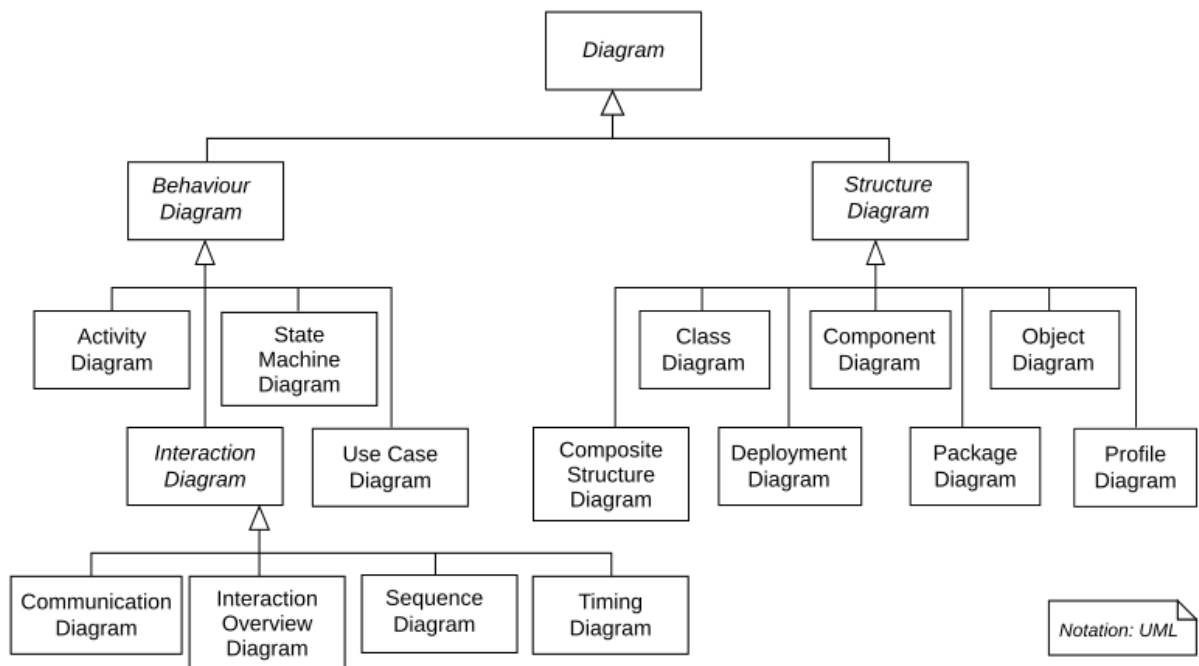 Diagram
Behaviour
Diagram
Structure
Diagram
Activity
Diagram
State
Machine
Diagram
Class
Diagram
Component
Diagram
Object
Diagram
Interaction
Diagram
Use Case
Diagram
Composite
Structure
Diagram
Deployment
Diagram
Package
Diagram
Profile
Diagram
Communication
Diagram
Interaction
Overview
Diagram
Sequence
Diagram
Timing
Diagram
Notation: UML